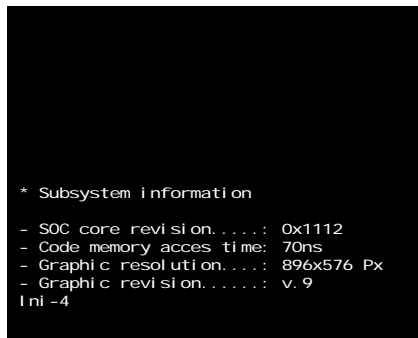 * Subsystem information
- SOC core revision.....: 0x1112
- Code memory acces time: 70ns
- Graphic resolution....: 896x576 Px
- Graphic revision......: v.9
Ini-4